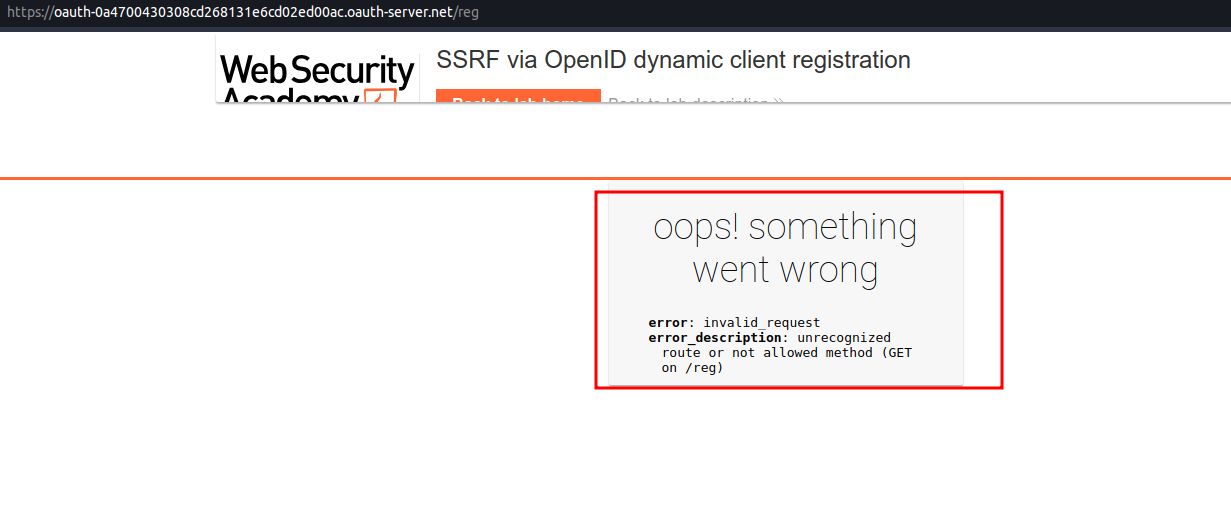 https://oauth-0a4700430308cd268131e6cd02ed00ac.oauth-server.net/reg
Web Security
Academy
SSRF via OpenID dynamic client registration
Back to lab home
Back to lab description »
oops! something
went wrong
error: invalid_request
error_description: unrecognized
route or not allowed method (GET
on /reg)